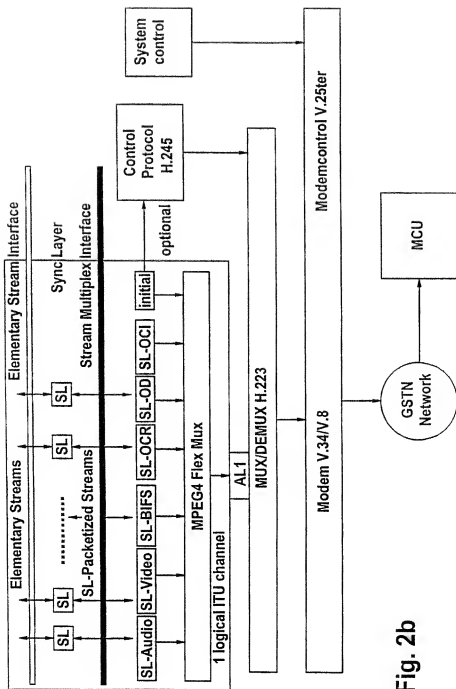 Elementary Streams
Elementary Stream Interface
SL
SL
SL
SL
Sync Layer
SL-Packetized Streams
Stream Multiplex Interface
SL-Audio
SL-Video
SL-BIFS
SL-OCR
SL-OD
SL-OCI
initial
optional
Control
Protocol
H.245
System
control
MPEG4 Flex Mux
1 logical ITU channel
AL1
MUX/DEMUX H.223
Modem V.34/V.8
Modemcontrol V.25ter
GSTN
Network
MCU
Fig. 2b